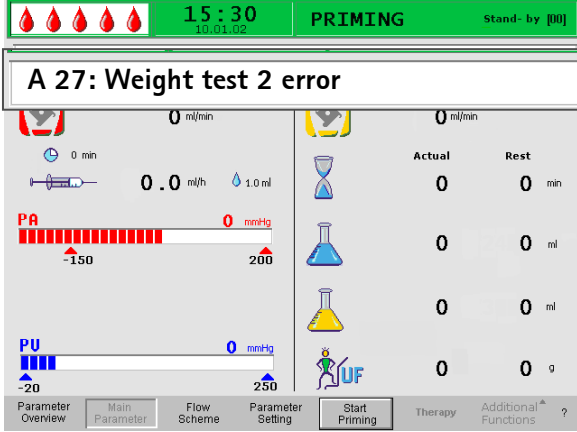 15:30 PRIMING Stand- by [00]
10.01.02
A 27: Weight test 2 error
0 ml/min 0 ml/min
0 min Actual Rest
0.0 ml/h 1.0 ml 0 0 min
PA 0 mmHg
-150 200
0 0 ml
0 0 ml
PV 0 mmHg
-20 250
UF 0 0 g
Parameter Overview Main Parameter Flow Scheme Parameter Setting Start Priming Therapy Additional Functions ?